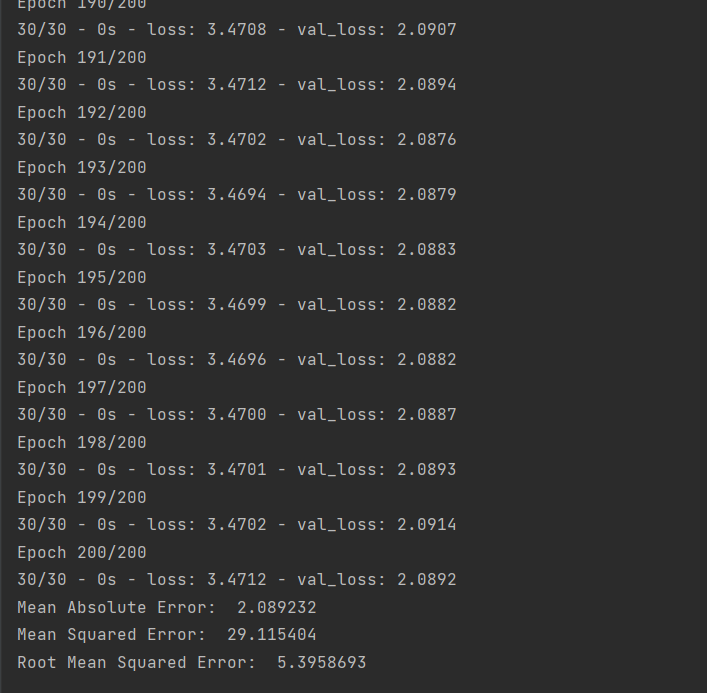 Epoch 190/200
30/30 - 0s - loss: 3.4708 - val_loss: 2.0907
Epoch 191/200
30/30 - 0s - loss: 3.4712 - val_loss: 2.0894
Epoch 192/200
30/30 - 0s - loss: 3.4702 - val_loss: 2.0876
Epoch 193/200
30/30 - 0s - loss: 3.4694 - val_loss: 2.0879
Epoch 194/200
30/30 - 0s - loss: 3.4703 - val_loss: 2.0883
Epoch 195/200
30/30 - 0s - loss: 3.4699 - val_loss: 2.0882
Epoch 196/200
30/30 - 0s - loss: 3.4696 - val_loss: 2.0882
Epoch 197/200
30/30 - 0s - loss: 3.4700 - val_loss: 2.0887
Epoch 198/200
30/30 - 0s - loss: 3.4701 - val_loss: 2.0893
Epoch 199/200
30/30 - 0s - loss: 3.4702 - val_loss: 2.0914
Epoch 200/200
30/30 - 0s - loss: 3.4712 - val_loss: 2.0892
Mean Absolute Error:  2.089232
Mean Squared Error:  29.115404
Root Mean Squared Error:  5.3958693